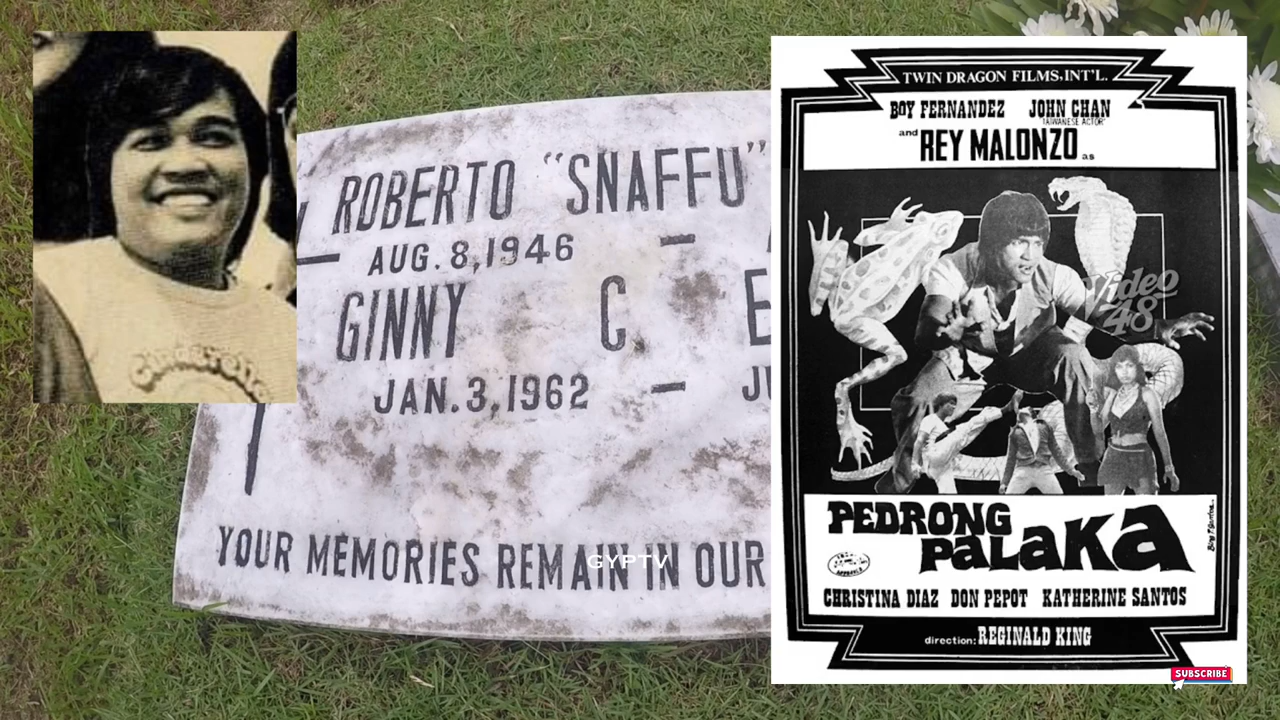 ROBERTO "SNAFFU"
AUG. 8, 1946 –
GINNY C
JAN. 3, 1962 – JU
YOUR MEMORIES REMAIN IN OUR
GYPTV
TWIN DRAGON FILMS, INT'L.
BOY FERNANDEZ JOHN CHAN
TAIWANESE ACTOR
and REY MALONZO as
Video 48
PEDRONG
PALAKA
CHRISTINA DIAZ DON PEPOT KATHERINE SANTOS
direction: REGINALD KING
SUBSCRIBE